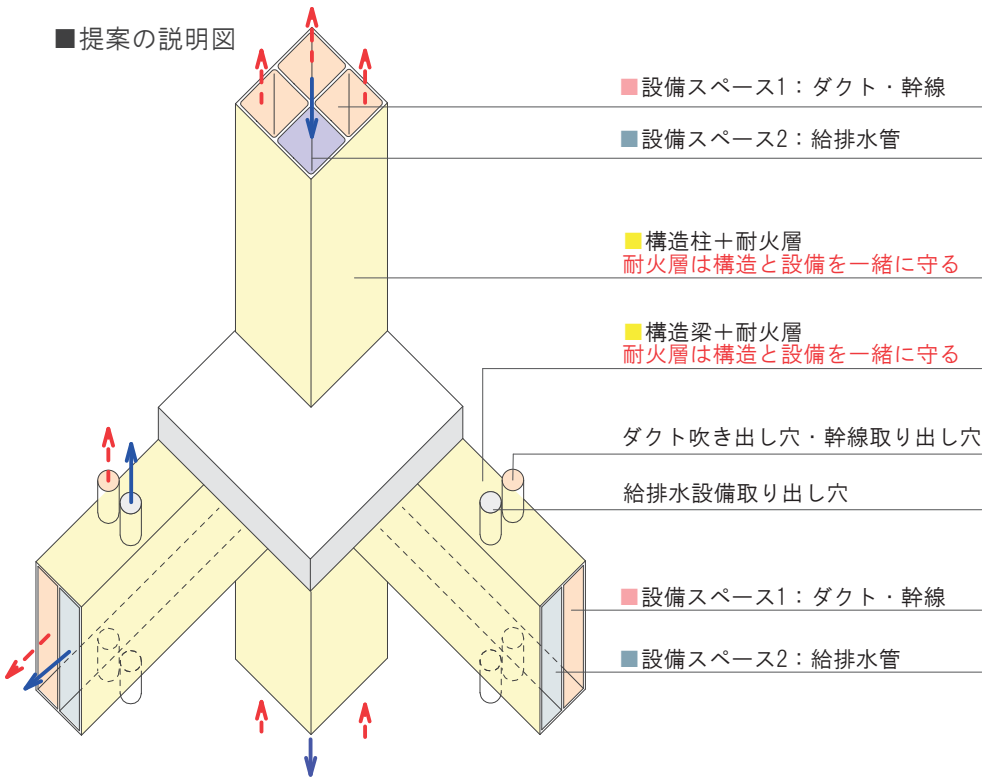 ■提案の説明図
■設備スペース1：ダクト・幹線
■設備スペース2：給排水管
■構造柱＋耐火層
耐火層は構造と設備を一緒に守る
■構造梁＋耐火層
耐火層は構造と設備を一緒に守る
ダクト吹き出し穴・幹線取り出し穴
給排水設備取り出し穴
■設備スペース1：ダクト・幹線
■設備スペース2：給排水管